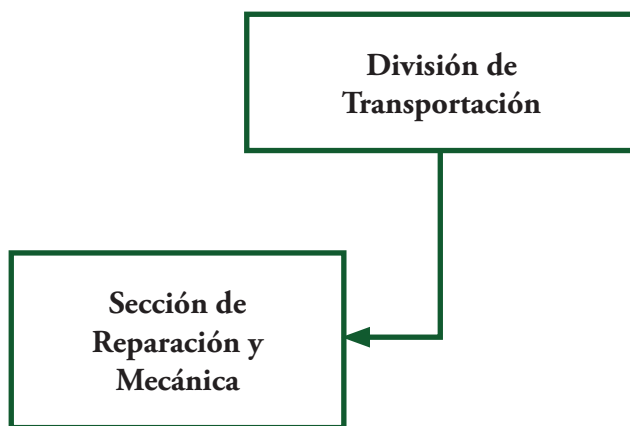 División de
Transportación
Sección de
Reparación y
Mecánica